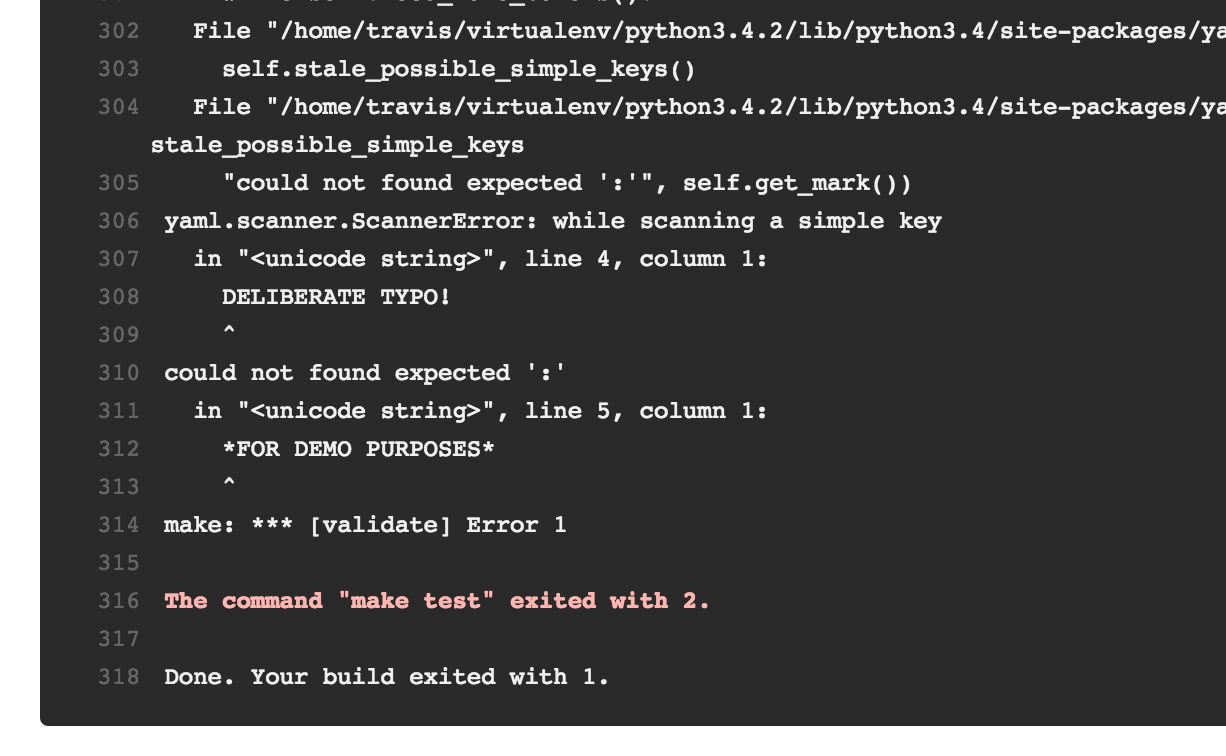 302 File "/home/travis/virtualenv/python3.4.2/lib/python3.4/site-packages/ya
303 self.stale_possible_simple_keys()
304 File "/home/travis/virtualenv/python3.4.2/lib/python3.4/site-packages/ya
stale_possible_simple_keys
305 "could not found expected ':'", self.get_mark())
306 yaml.scanner.ScannerError: while scanning a simple key
307 in "<unicode string>", line 4, column 1:
308 DELIBERATE TYPO!
309 ^
310 could not found expected ':'
311 in "<unicode string>", line 5, column 1:
312 *FOR DEMO PURPOSES*
313 ^
314 make: *** [validate] Error 1
315
316 The command "make test" exited with 2.
317
318 Done. Your build exited with 1.